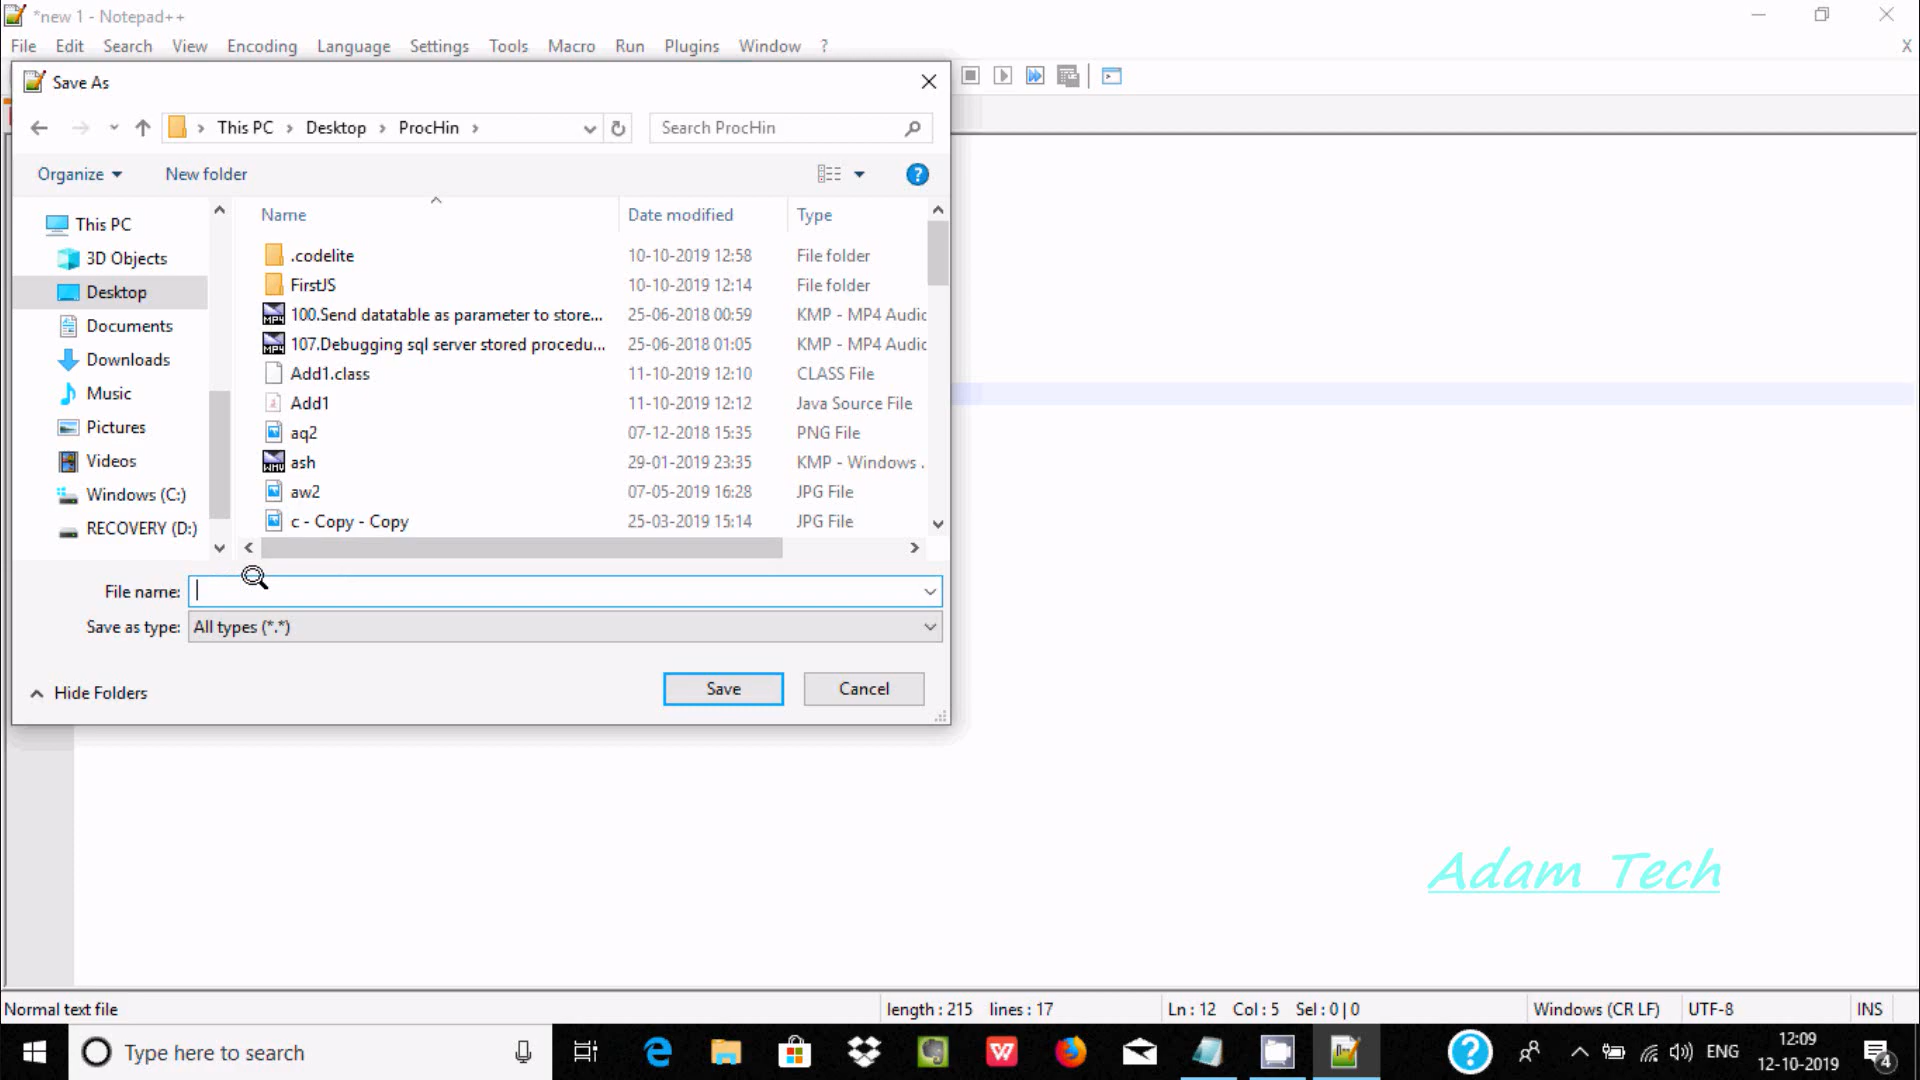 *new 1 - Notepad++
File Edit Search View Encoding Language Settings Tools Macro Run Plugins Window ?
X
Save As
This PC > Desktop > ProcHin >
Search ProcHin
Organize
New folder
This PC
3D Objects
Desktop
Documents
Downloads
Music
Pictures
Videos
Windows (C:)
RECOVERY (D:)
Name Date modified Type
.codelite 10-10-2019 12:58 File folder
FirstJS 10-10-2019 12:14 File folder
100.Send datatable as parameter to store... 25-06-2018 00:59 KMP - MP4 Audic
107.Debugging sql server stored procedu... 25-06-2018 01:05 KMP - MP4 Audic
Add1.class 11-10-2019 12:10 CLASS File
Add1 11-10-2019 12:12 Java Source File
aq2 07-12-2018 15:35 PNG File
ash 29-01-2019 23:35 KMP - Windows .
aw2 07-05-2019 16:28 JPG File
c - Copy - Copy 25-03-2019 15:14 JPG File
File name:
Save as type: All types (*.*)
Hide Folders
Save
Cancel
Adam Tech
Normal text file length : 215 lines : 17 Ln : 12 Col : 5 Sel : 0 | 0 Windows (CR LF) UTF-8 INS
Type here to search
ENG
12:09
12-10-2019
4